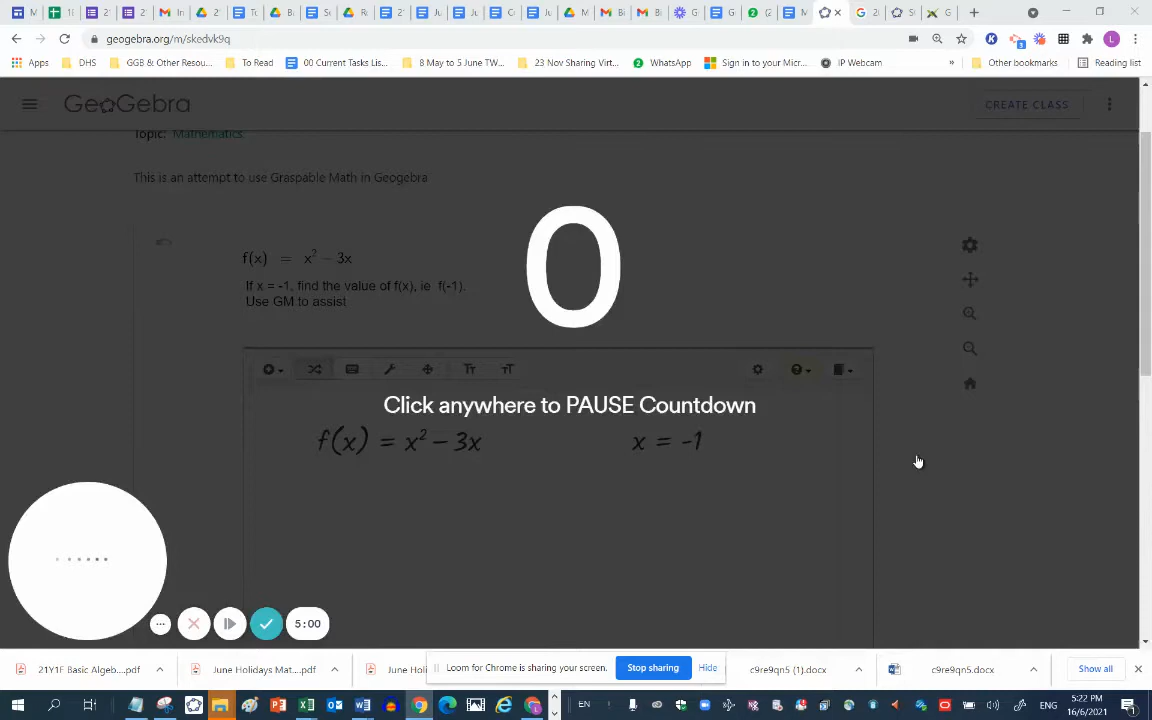 geogebra.org/m/skedvk9q
Apps DHS GGB & Other Resou... To Read 00 Current Tasks Lis... 8 May to 5 June TW... 23 Nov Sharing Virt... WhatsApp Sign in to your Micr... IP Webcam » Other bookmarks Reading list
GeoGebra CREATE CLASS
Topic: Mathematics
This is an attempt to use Graspable Math in Geogebra
0
f(x) = x² − 3x
If x = -1, find the value of f(x), ie f(-1).
Use GM to assist
Click anywhere to PAUSE Countdown
f(x) = x² − 3x x = -1
5:00
21Y1F Basic Algeb....pdf June Holidays Mat....pdf June Holi Loom for Chrome is sharing your screen. Stop sharing Hide c9re9qn5 (1).docx c9re9qn5.docx Show all
EN ENG 5:22 PM
16/6/2021